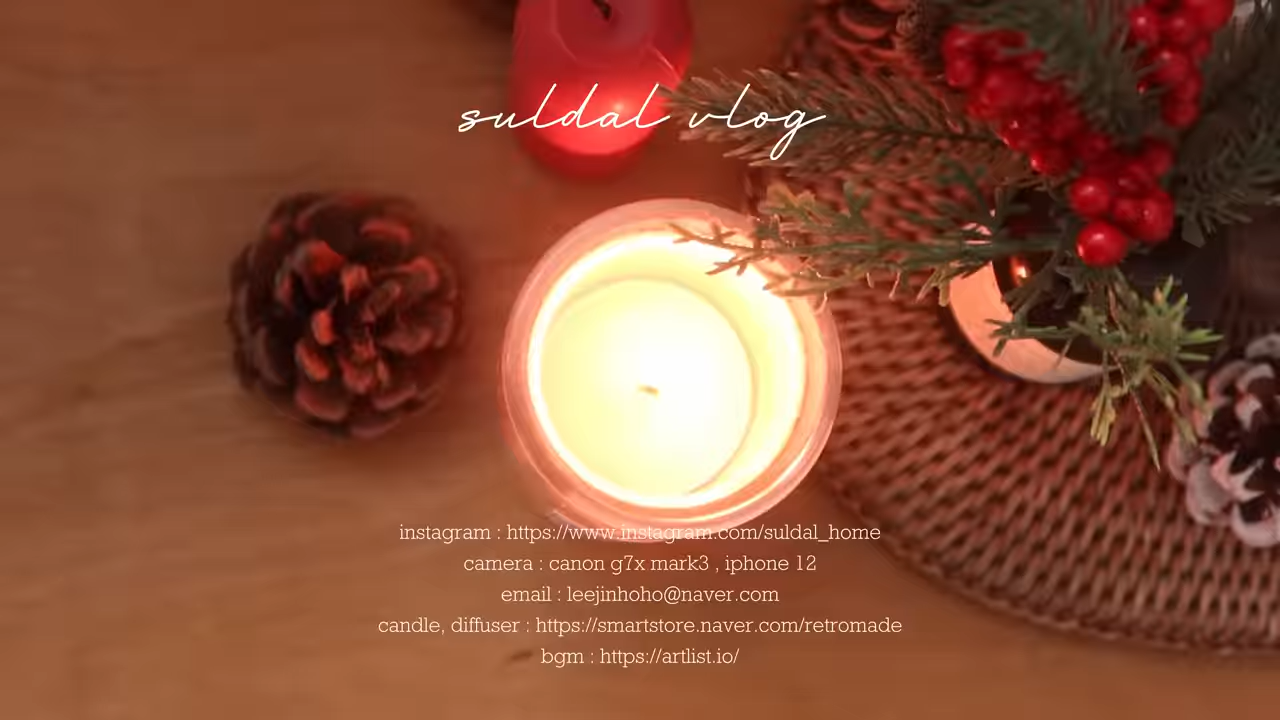 suldal vlog
instagram : https://www.instagram.com/suldal_home
camera : canon g7x mark3 , iphone 12
email : leejinhoho@naver.com
candle, diffuser : https://smartstore.naver.com/retromade
bgm : https://artlist.io/